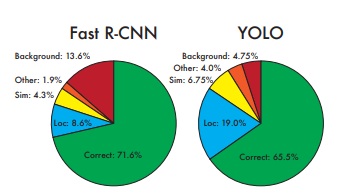 Fast R-CNN
Background: 13.6%
Other: 1.9%
Sim: 4.3%
Loc: 8.6%
Correct: 71.6%
YOLO
Background: 4.75%
Other: 4.0%
Sim: 6.75%
Loc: 19.0%
Correct: 65.5%